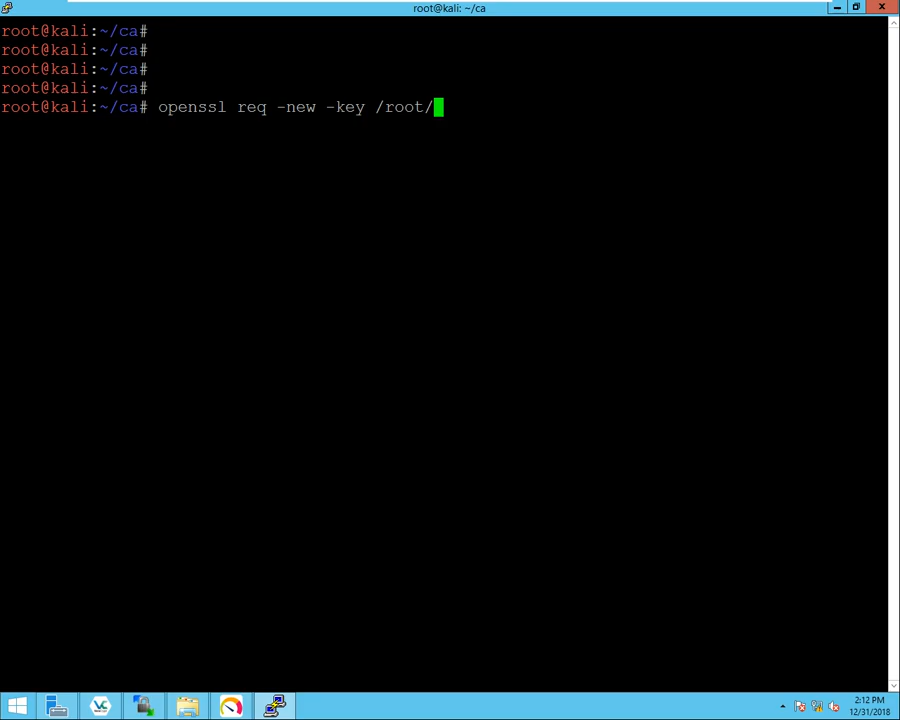 root@kali: ~/ca
root@kali:~/ca#
root@kali:~/ca#
root@kali:~/ca#
root@kali:~/ca#
root@kali:~/ca# openssl req -new -key /root/
VC
2:12 PM
12/31/2018